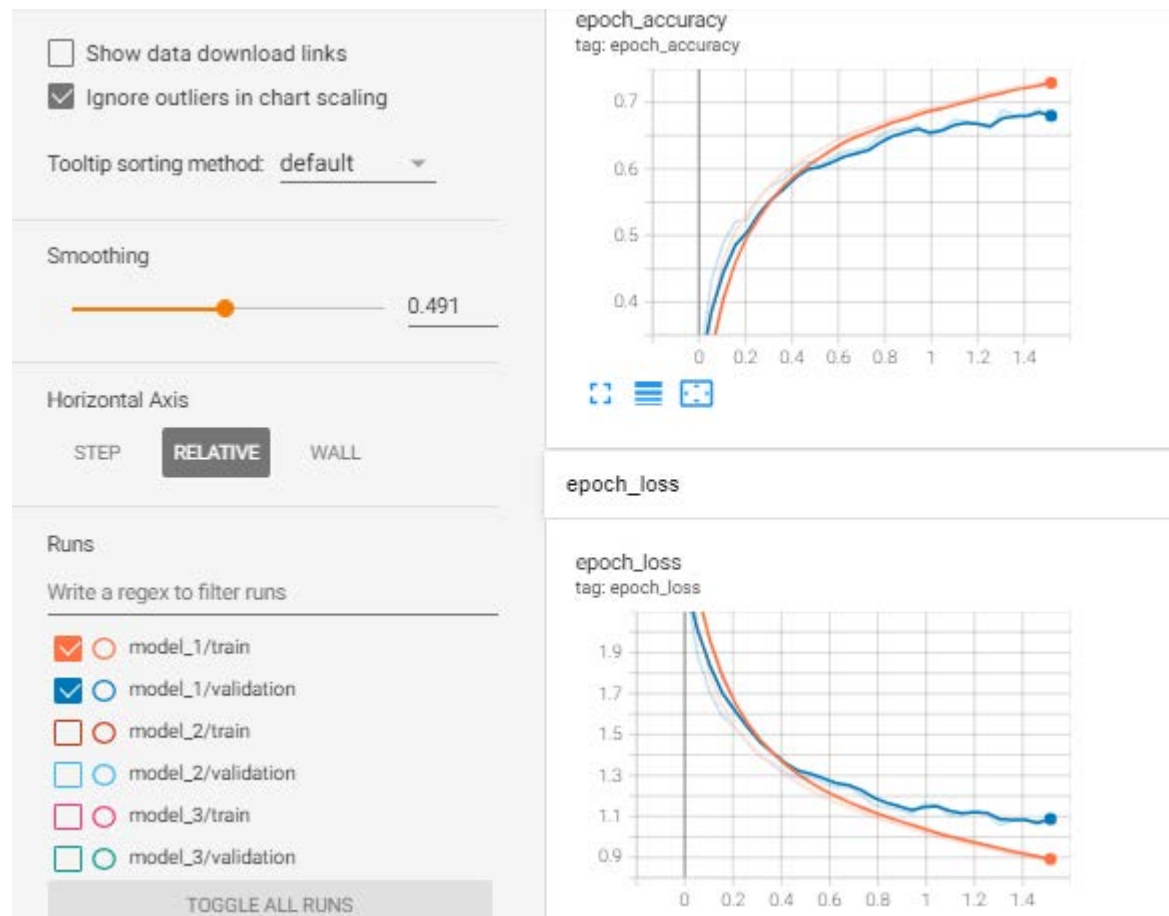 Show data download links
Ignore outliers in chart scaling
Tooltip sorting method: default
Smoothing
0.491
Horizontal Axis
STEP RELATIVE WALL
Runs
Write a regex to filter runs
model_1/train
model_1/validation
model_2/train
model_2/validation
model_3/train
model_3/validation
TOGGLE ALL RUNS
epoch_accuracy
tag: epoch_accuracy
0.7
0.6
0.5
0.4
0 0.2 0.4 0.6 0.8 1 1.2 1.4
epoch_loss
epoch_loss
tag: epoch_loss
1.9
1.7
1.5
1.3
1.1
0.9
0 0.2 0.4 0.6 0.8 1 1.2 1.4